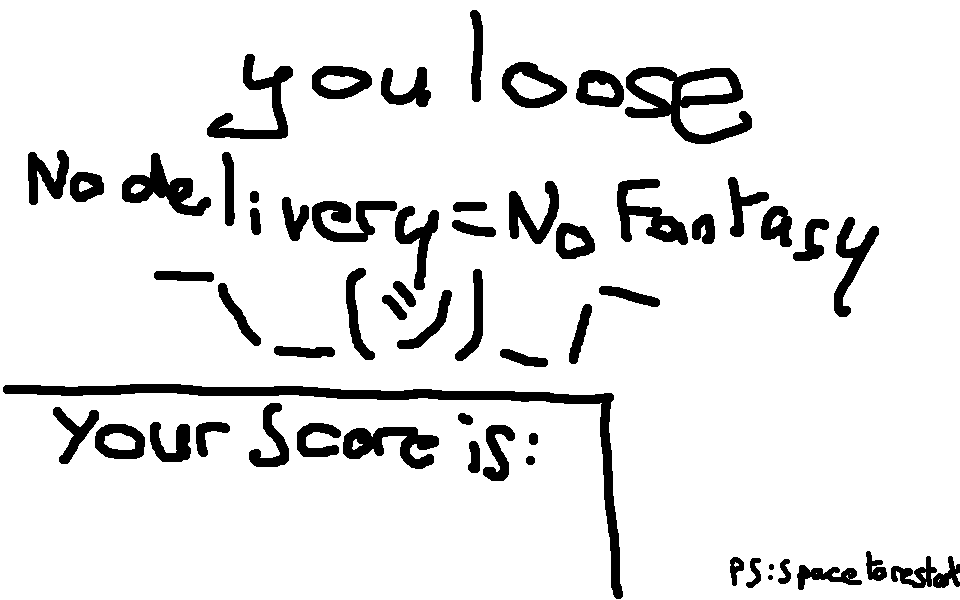 you loose
No delivery = No Fantasy
¯\_(ツ)_/¯
Your Score is:
PS: Space to restart